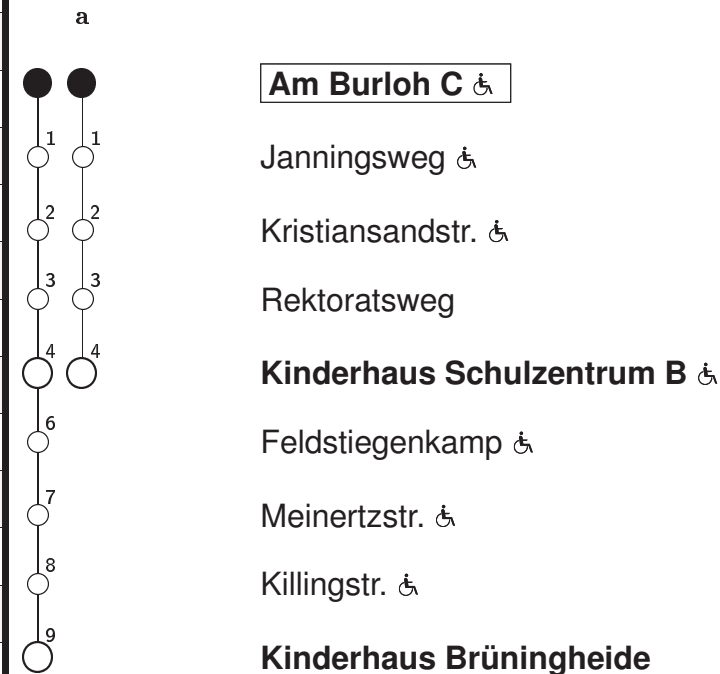 a
Am Burloh C
1 1 Janningsweg
2 2 Kristiansandstr.
3 3 Rektoratsweg
4 4 Kinderhaus Schulzentrum B
6 Feldstiegenkamp
7 Meinertzstr.
8 Killingstr.
9 Kinderhaus Brüningheide